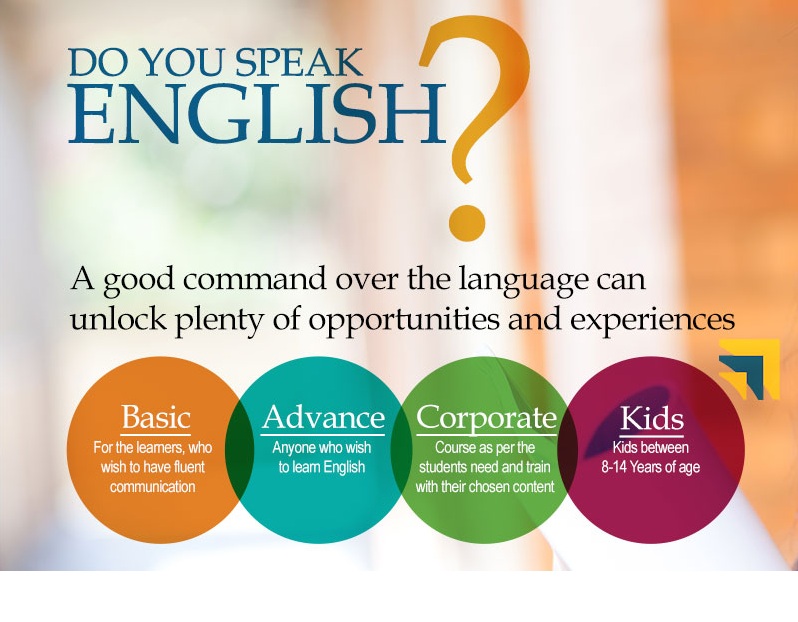 DO YOU SPEAK
ENGLISH?
A good command over the language can
unlock plenty of opportunities and experiences
Basic
For the learners, who
wish to have fluent
communication
Advance
Anyone who wish
to learn English
Corporate
Course as per the
students need and train
with their chosen content
Kids
Kids between
8-14 Years of age